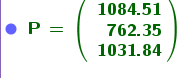 ● P = ( 1084.51
762.35
1031.84 )